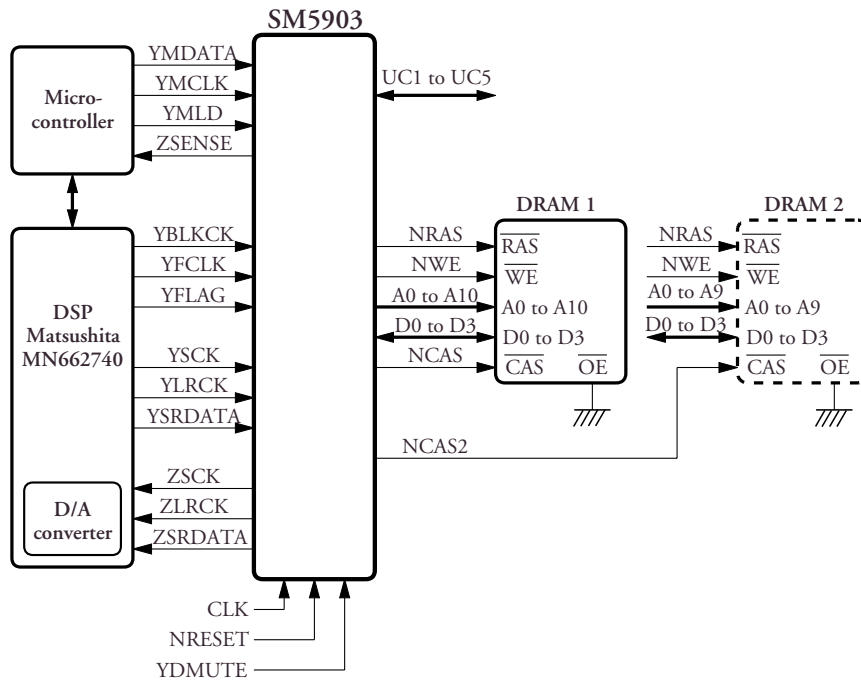 SM5903
Micro-
controller
YMDATA
YMCLK
YMLD
ZSENSE
UC1 to UC5
DSP
Matsushita
MN662740
YBLKCK
YFCLK
YFLAG
YSCK
YLRCK
YSRDATA
ZSCK
ZLRCK
ZSRDATA
D/A
converter
CLK
NRESET
YDMUTE
DRAM 1
NRAS
RAS
NWE
WE
A0 to A10
A0 to A10
D0 to D3
D0 to D3
NCAS
CAS
OE
NCAS2
DRAM 2
NRAS
RAS
NWE
WE
A0 to A9
A0 to A9
D0 to D3
D0 to D3
CAS
OE